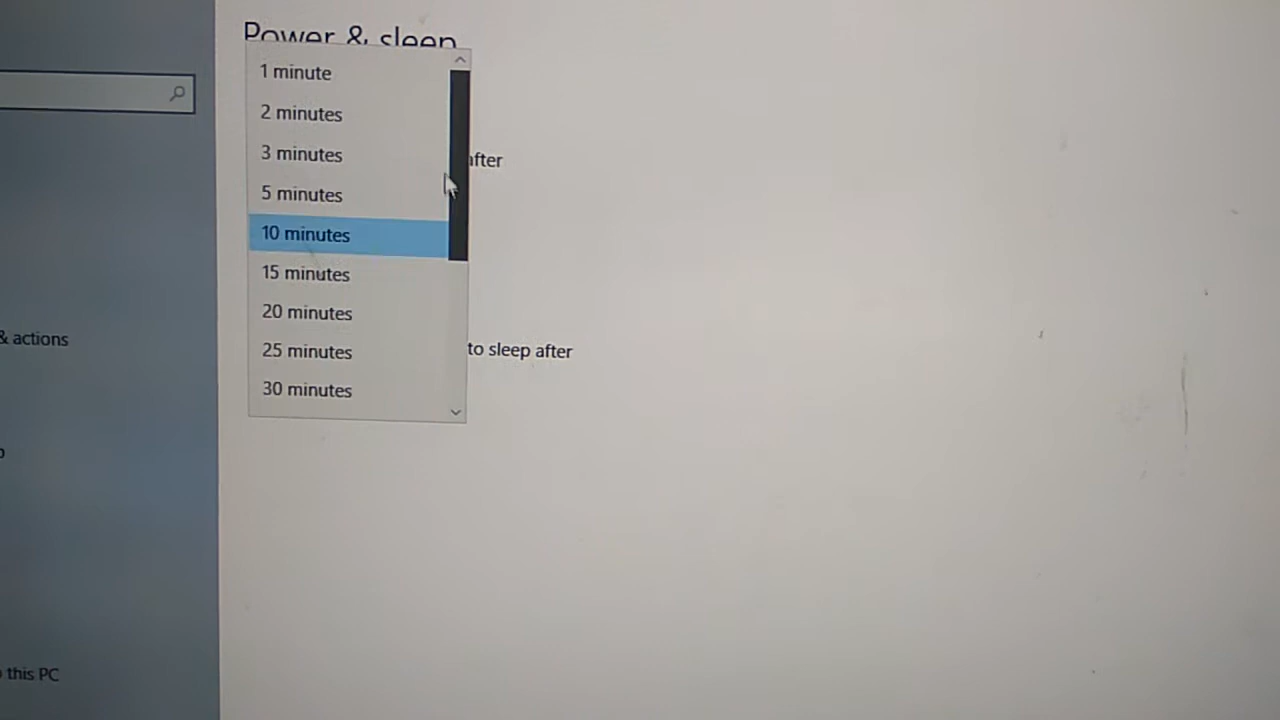 Power & sleep
1 minute
2 minutes
3 minutes
after
5 minutes
10 minutes
15 minutes
20 minutes
& actions
25 minutes
to sleep after
30 minutes
this PC